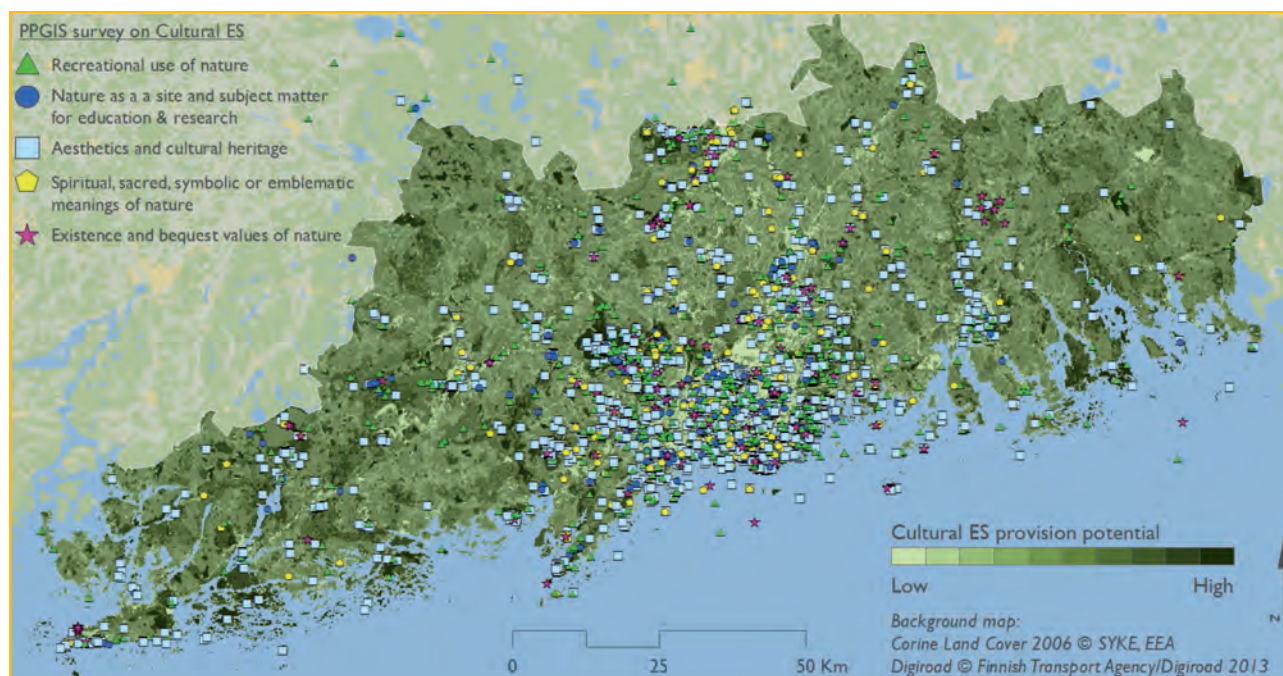 PPGIS survey on Cultural ES
Recreational use of nature
Nature as a a site and subject matter
for education & research
Aesthetics and cultural heritage
Spiritual, sacred, symbolic or emblematic
meanings of nature
Existence and bequest values of nature
Cultural ES provision potential
Low High
Background map:
Corine Land Cover 2006 © SYKE, EEA
Digiroad © Finnish Transport Agency/Digiroad 2013
0 25 50 Km
N